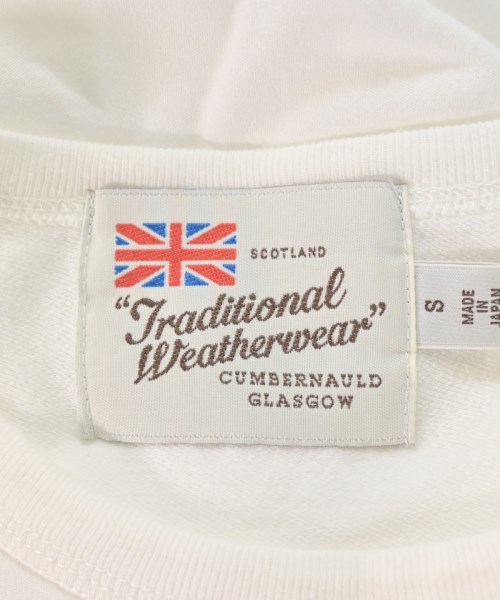 SCOTLAND
"Traditional
Weatherwear"
CUMBERNAULD
GLASGOW
S
MADE
IN
JAPAN